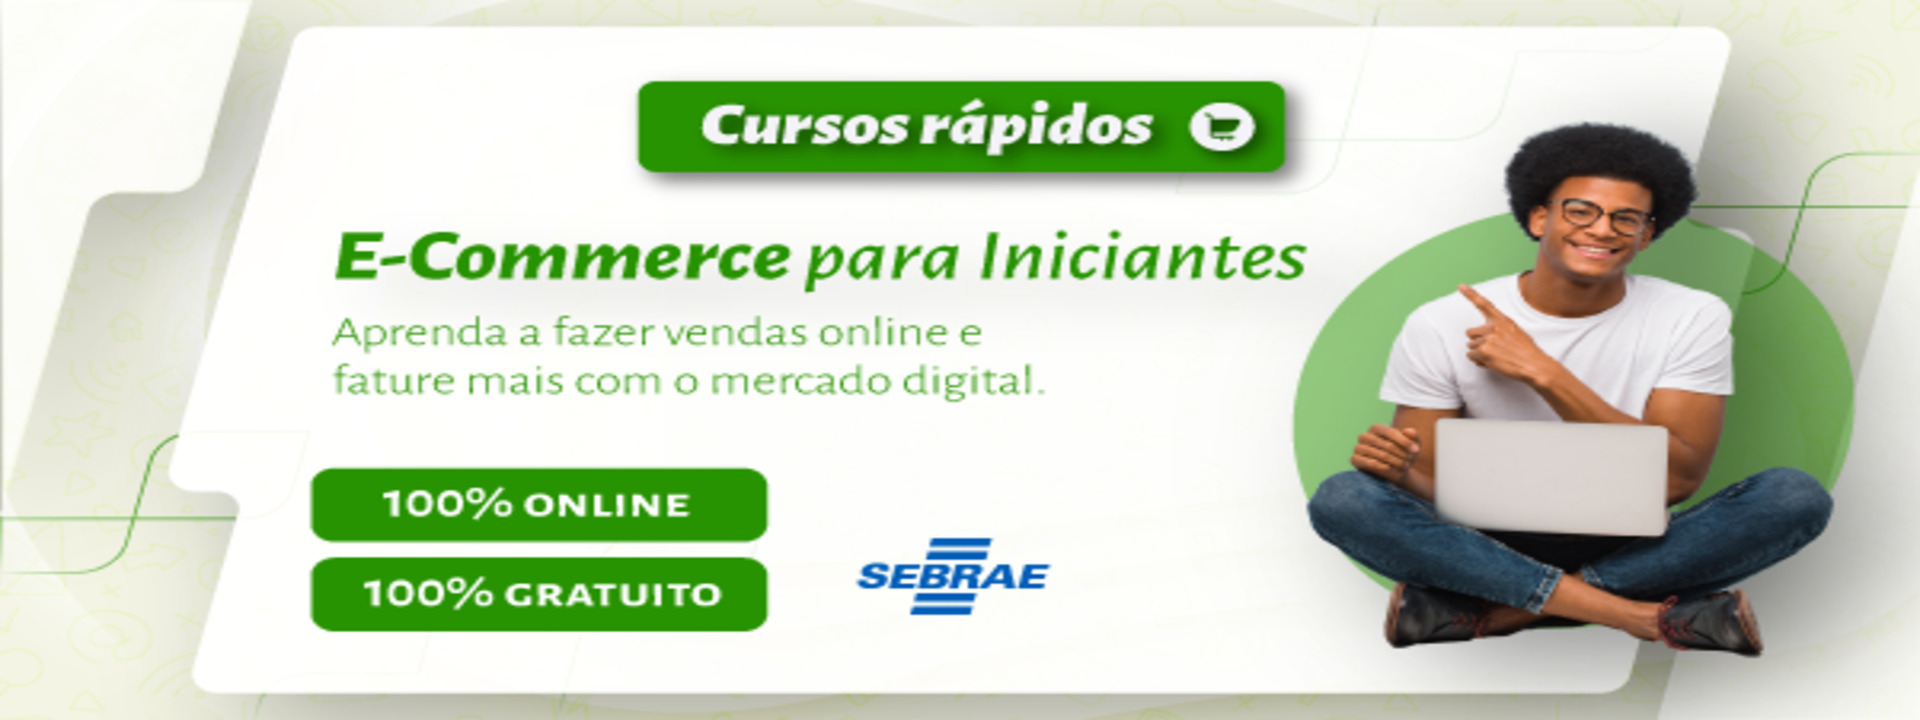 Cursos rápidos
E-Commerce para Iniciantes
Aprenda a fazer vendas online e
fature mais com o mercado digital.
100% ONLINE
100% GRATUITO
SEBRAE